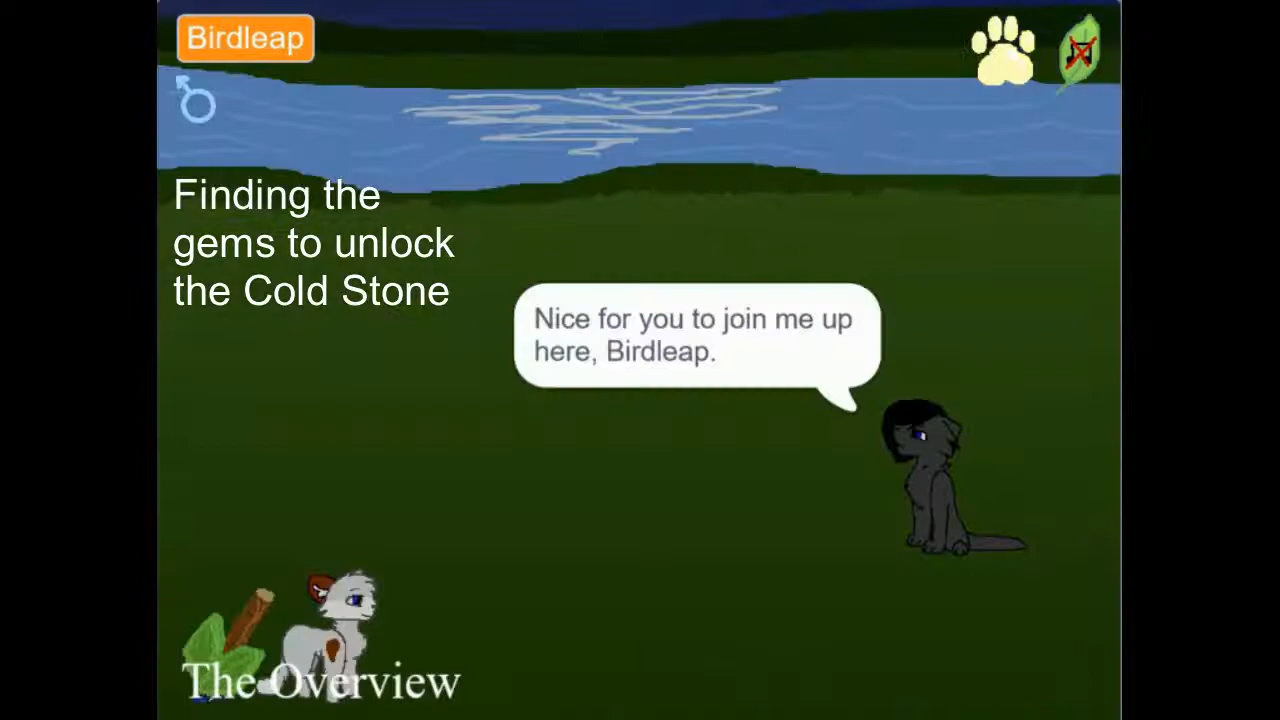 Birdleap
Finding the
gems to unlock
the Cold Stone
Nice for you to join me up
here, Birdleap.
The Overview